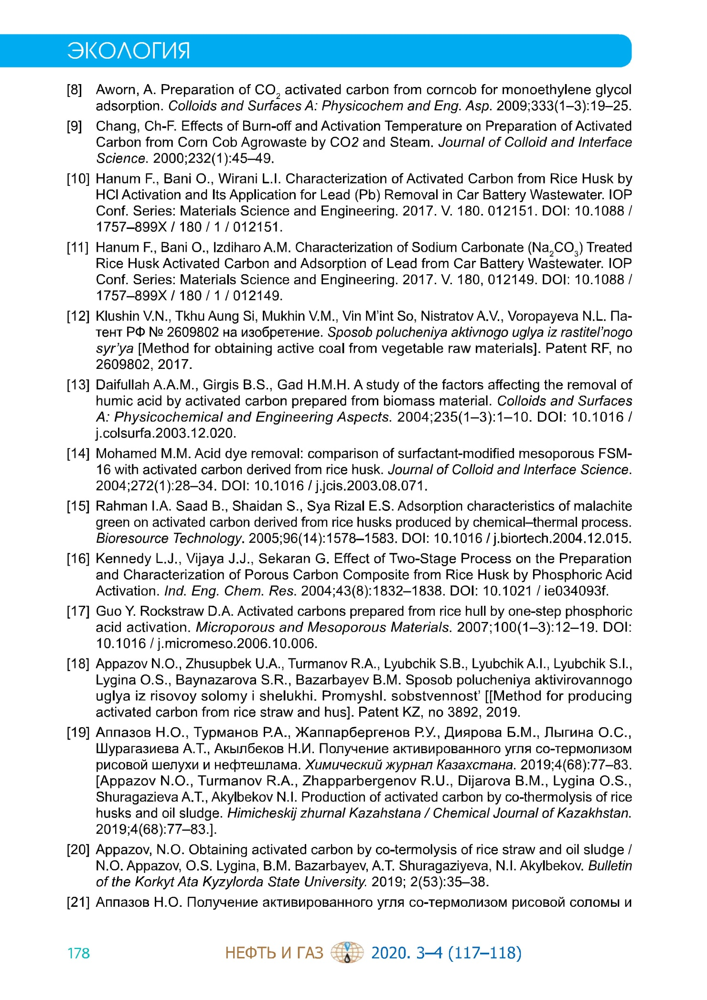 ЭКОЛОГИЯ
[8] Aworn, A. Preparation of CO₂ activated carbon from corncob for monoethylene glycol
adsorption. Colloids and Surfaces A: Physicochem and Eng. Asp. 2009;333(1–3):19–25.
[9] Chang, Ch-F. Effects of Burn-off and Activation Temperature on Preparation of Activated
Carbon from Corn Cob Agrowaste by CO2 and Steam. Journal of Colloid and Interface
Science. 2000;232(1):45–49.
[10] Hanum F., Bani O., Wirani L.I. Characterization of Activated Carbon from Rice Husk by
HCl Activation and Its Application for Lead (Pb) Removal in Car Battery Wastewater. IOP
Conf. Series: Materials Science and Engineering. 2017. V. 180. 012151. DOI: 10.1088 /
1757–899X / 180 / 1 / 012151.
[11] Hanum F., Bani O., Izdiharo A.M. Characterization of Sodium Carbonate (Na₂CO₃) Treated
Rice Husk Activated Carbon and Adsorption of Lead from Car Battery Wastewater. IOP
Conf. Series: Materials Science and Engineering. 2017. V. 180, 012149. DOI: 10.1088 /
1757–899X / 180 / 1 / 012149.
[12] Klushin V.N., Tkhu Aung Si, Mukhin V.M., Vin M’int So, Nistratov A.V., Voropayeva N.L. Па-
тент РФ № 2609802 на изобретение. Sposob polucheniya aktivnogo uglya iz rastitel’nogo
syr’ya [Method for obtaining active coal from vegetable raw materials]. Patent RF, no
2609802, 2017.
[13] Daifullah A.A.M., Girgis B.S., Gad H.M.H. A study of the factors affecting the removal of
humic acid by activated carbon prepared from biomass material. Colloids and Surfaces
A: Physicochemical and Engineering Aspects. 2004;235(1–3):1–10. DOI: 10.1016 /
j.colsurfa.2003.12.020.
[14] Mohamed M.M. Acid dye removal: comparison of surfactant-modified mesoporous FSM-
16 with activated carbon derived from rice husk. Journal of Colloid and Interface Science.
2004;272(1):28–34. DOI: 10.1016 / j.jcis.2003.08.071.
[15] Rahman I.A. Saad B., Shaidan S., Sya Rizal E.S. Adsorption characteristics of malachite
green on activated carbon derived from rice husks produced by chemical–thermal process.
Bioresource Technology. 2005;96(14):1578–1583. DOI: 10.1016 / j.biortech.2004.12.015.
[16] Kennedy L.J., Vijaya J.J., Sekaran G. Effect of Two-Stage Process on the Preparation
and Characterization of Porous Carbon Composite from Rice Husk by Phosphoric Acid
Activation. Ind. Eng. Chem. Res. 2004;43(8):1832–1838. DOI: 10.1021 / ie034093f.
[17] Guo Y. Rockstraw D.A. Activated carbons prepared from rice hull by one-step phosphoric
acid activation. Microporous and Mesoporous Materials. 2007;100(1–3):12–19. DOI:
10.1016 / j.micromeso.2006.10.006.
[18] Appazov N.O., Zhusupbek U.A., Turmanov R.A., Lyubchik S.B., Lyubchik A.I., Lyubchik S.I.,
Lygina O.S., Baynazarova S.R., Bazarbayev B.M. Sposob polucheniya aktivirovannogo
uglya iz risovoy solomy i shelukhi. Promyshl. sobstvennost’ [[Method for producing
activated carbon from rice straw and hus]. Patent KZ, no 3892, 2019.
[19] Аппазов Н.О., Турманов Р.А., Жаппарбергенов Р.У., Диярова Б.М., Лыгина О.С.,
Шурагазиева А.Т., Акылбеков Н.И. Получение активированного угля со-термолизом
рисовой шелухи и нефтешлама. Химический журнал Казахстана. 2019;4(68):77–83.
[Appazov N.O., Turmanov R.A., Zhapparbergenov R.U., Dijarova B.M., Lygina O.S.,
Shuragazieva A.T., Akylbekov N.I. Production of activated carbon by co-thermolysis of rice
husks and oil sludge. Himicheskij zhurnal Kazahstana / Chemical Journal of Kazakhstan.
2019;4(68):77–83.].
[20] Appazov, N.O. Obtaining activated carbon by co-termolysis of rice straw and oil sludge /
N.O. Appazov, O.S. Lygina, B.M. Bazarbayev, A.T. Shuragaziyeva, N.I. Akylbekov. Bulletin
of the Korkyt Ata Kyzylorda State University. 2019; 2(53):35–38.
[21] Аппазов Н.О. Получение активированного угля со-термолизом рисовой соломы и
178 НЕФТЬ И ГАЗ 2020. 3–4 (117–118)